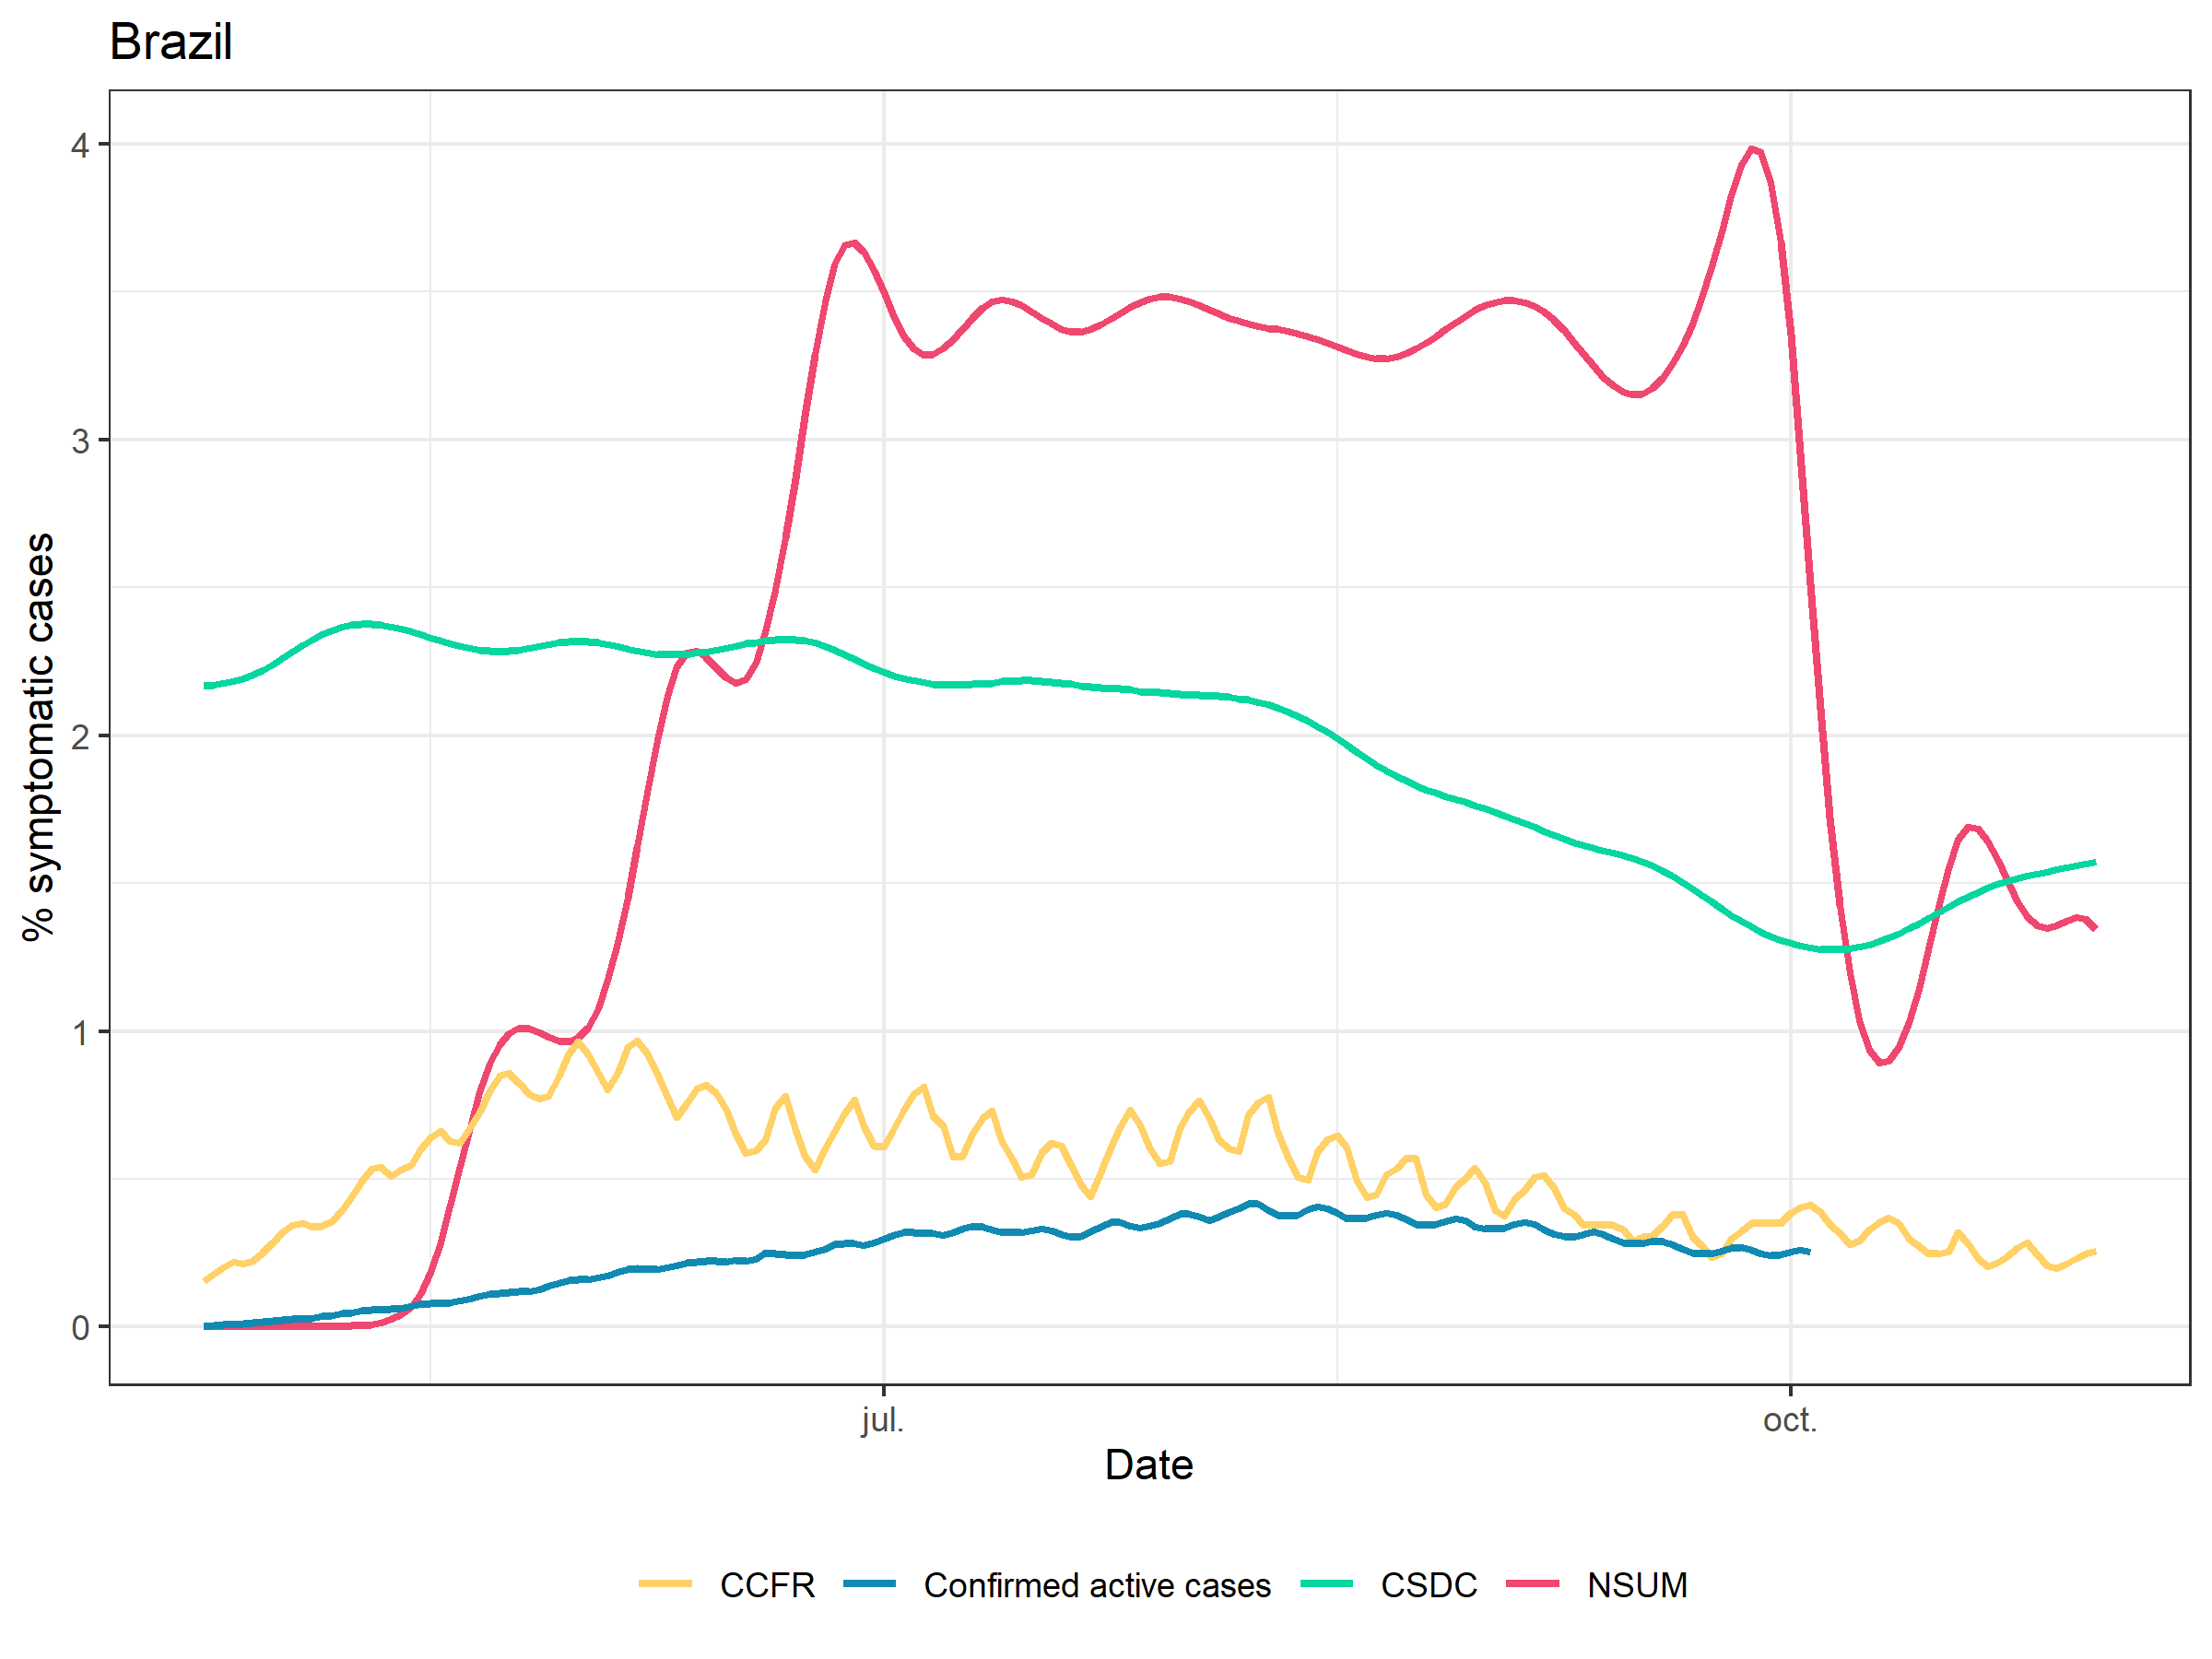 Brazil
4
3
2
1
0
% symptomatic cases
jul.
oct.
Date
CCFR
Confirmed active cases
CSDC
NSUM